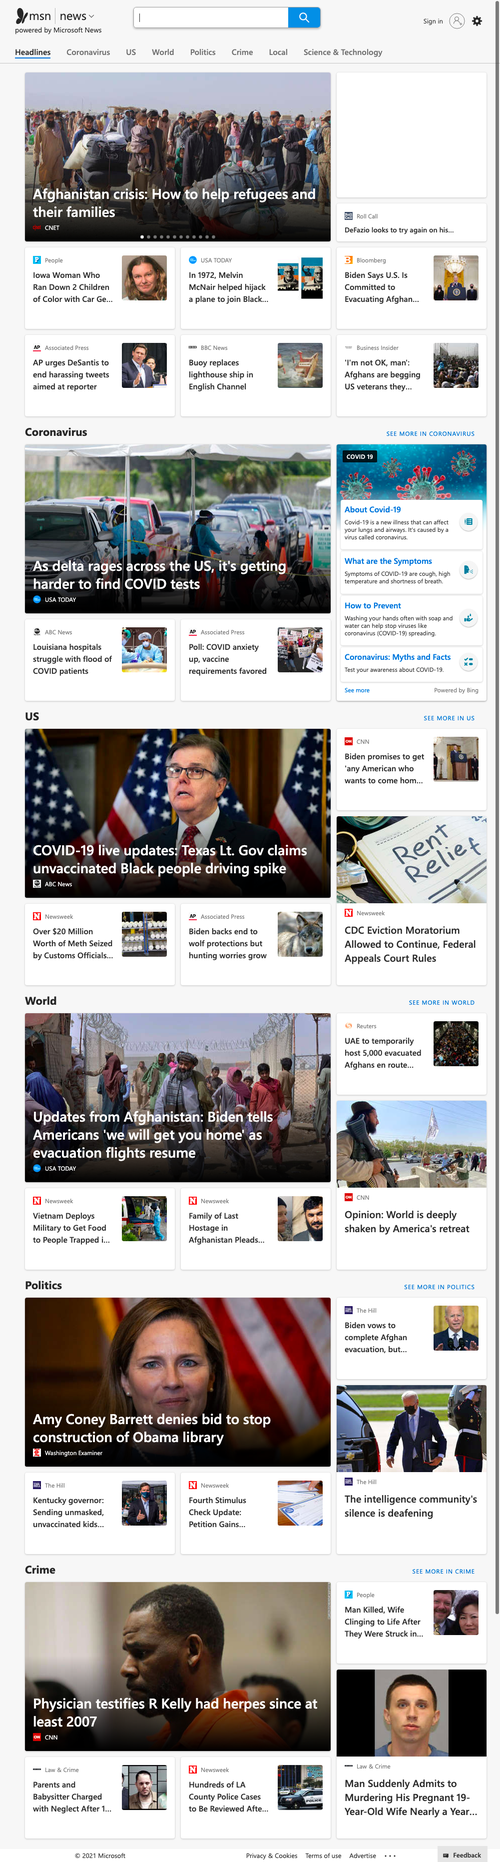 msn | news
powered by Microsoft News
Sign in
Headlines Coronavirus US World Politics Crime Local Science & Technology
Afghanistan crisis: How to help refugees and
their families
CNET
Roll Call
DeFazio looks to try again on his...
People
Iowa Woman Who
Ran Down 2 Children
of Color with Car Ge...
USA TODAY
In 1972, Melvin
McNair helped hijack
a plane to join Black...
Bloomberg
Biden Says U.S. Is
Committed to
Evacuating Afghan...
Associated Press
AP urges DeSantis to
end harassing tweets
aimed at reporter
BBC News
Buoy replaces
lighthouse ship in
English Channel
Business Insider
'I'm not OK, man':
Afghans are begging
US veterans they...
Coronavirus
SEE MORE IN CORONAVIRUS
As delta rages across the US, it's getting
harder to find COVID tests
USA TODAY
COVID 19
About Covid-19
Covid-19 is a new illness that can affect
your lungs and airways. It's caused by a
virus called coronavirus.
What are the Symptoms
Symptoms of COVID-19 are cough, high
temperature and shortness of breath.
How to Prevent
Washing your hands often with soap and
water can help stop viruses like
coronavirus (COVID-19) spreading.
Coronavirus: Myths and Facts
Test your awareness about COVID-19.
See more
Powered by Bing
ABC News
Louisiana hospitals
struggle with flood of
COVID patients
Associated Press
Poll: COVID anxiety
up, vaccine
requirements favored
US
SEE MORE IN US
COVID-19 live updates: Texas Lt. Gov claims
unvaccinated Black people driving spike
ABC News
CNN
Biden promises to get
'any American who
wants to come hom...
Rent
Relief
Newsweek
CDC Eviction Moratorium
Allowed to Continue, Federal
Appeals Court Rules
Newsweek
Over $20 Million
Worth of Meth Seized
by Customs Officials...
Associated Press
Biden backs end to
wolf protections but
hunting worries grow
World
SEE MORE IN WORLD
Updates from Afghanistan: Biden tells
Americans 'we will get you home' as
evacuation flights resume
USA TODAY
Reuters
UAE to temporarily
host 5,000 evacuated
Afghans en route...
CNN
Opinion: World is deeply
shaken by America's retreat
Newsweek
Vietnam Deploys
Military to Get Food
to People Trapped i...
Newsweek
Family of Last
Hostage in
Afghanistan Pleads...
Politics
SEE MORE IN POLITICS
Amy Coney Barrett denies bid to stop
construction of Obama library
Washington Examiner
The Hill
Biden vows to
complete Afghan
evacuation, but...
The Hill
The intelligence community's
silence is deafening
The Hill
Kentucky governor:
Sending unmasked,
unvaccinated kids...
Newsweek
Fourth Stimulus
Check Update:
Petition Gains...
Crime
SEE MORE IN CRIME
Physician testifies R Kelly had herpes since at
least 2007
CNN
People
Man Killed, Wife
Clinging to Life After
They Were Struck in...
Law & Crime
Man Suddenly Admits to
Murdering His Pregnant 19-
Year-Old Wife Nearly a Year...
Law & Crime
Parents and
Babysitter Charged
with Neglect After 1...
Newsweek
Hundreds of LA
County Police Cases
to Be Reviewed Afte...
© 2021 Microsoft Privacy & Cookies Terms of use Advertise ... Feedback